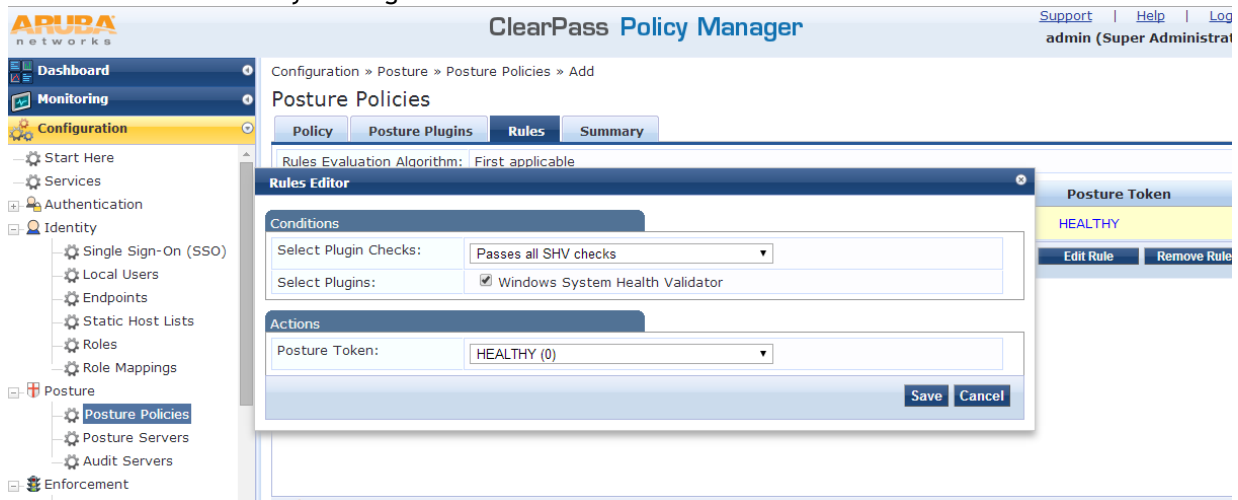 ARUBA
networks
ClearPass Policy Manager
Support | Help | Log
admin (Super Administrat
Dashboard
Monitoring
Configuration
Start Here
Services
Authentication
Identity
Single Sign-On (SSO)
Local Users
Endpoints
Static Host Lists
Roles
Role Mappings
Posture
Posture Policies
Posture Servers
Audit Servers
Enforcement
Configuration » Posture » Posture Policies » Add
Posture Policies
Policy Posture Plugins Rules Summary
Rules Evaluation Algorithm: First applicable
Rules Editor
Conditions
Select Plugin Checks: Passes all SHV checks
Select Plugins: Windows System Health Validator
Actions
Posture Token: HEALTHY (0)
Save Cancel
Posture Token
HEALTHY
Edit Rule Remove Rule